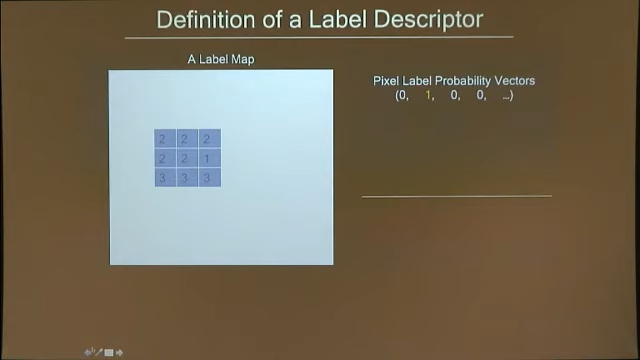 Definition of a Label Descriptor
A Label Map
2 2 2
2 2 1
3 3 3
Pixel Label Probability Vectors
(0, 1, 0, 0, ...)